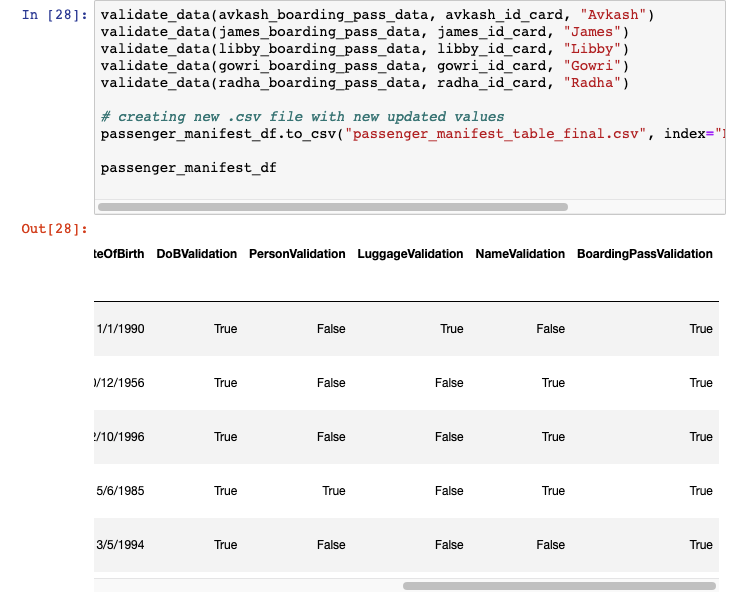 In [28]:
validate_data(avkash_boarding_pass_data, avkash_id_card, "Avkash")
validate_data(james_boarding_pass_data, james_id_card, "James")
validate_data(libby_boarding_pass_data, libby_id_card, "Libby")
validate_data(gowri_boarding_pass_data, gowri_id_card, "Gowri")
validate_data(radha_boarding_pass_data, radha_id_card, "Radha")
# creating new .csv file with new updated values
passenger_manifest_df.to_csv("passenger_manifest_table_final.csv", index="
passenger_manifest_df
Out[28]:
teOfBirth DoBValidation PersonValidation LuggageValidation NameValidation BoardingPassValidation
1/1/1990 True False True False True
/12/1956 True False False True True
/10/1996 True False False True True
5/6/1985 True True False True True
3/5/1994 True False False False True